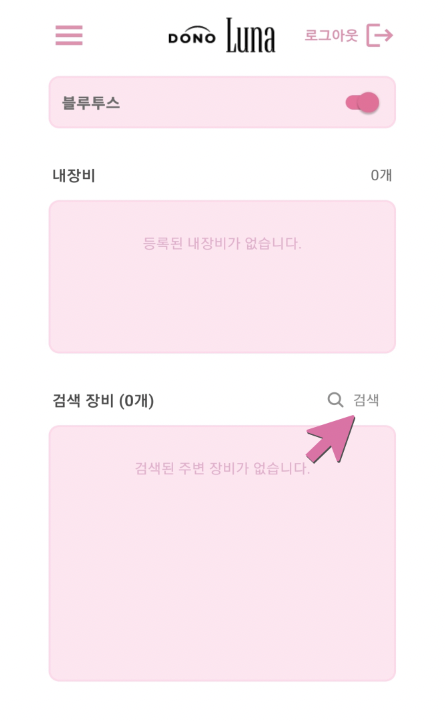 DONO Luna
로그아웃
블루투스
내장비
0개
등록된 내장비가 없습니다.
검색 장비 (0개)
검색
검색된 주변 장비가 없습니다.